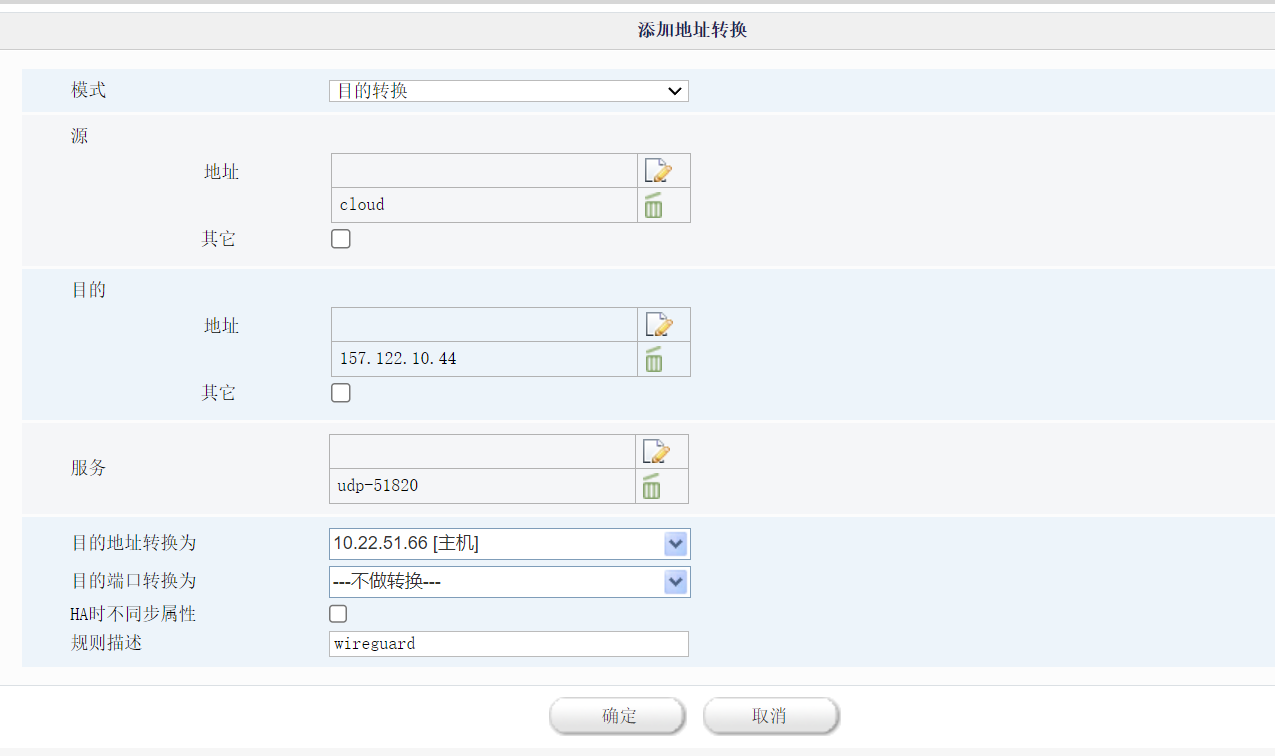 添加地址转换
模式 目的转换
源
地址
cloud
其它
目的
地址
157.122.10.44
其它
服务
udp-51820
目的地址转换为 10.22.51.66 [主机]
目的端口转换为 ---不做转换---
HA时不同步属性
规则描述 wireguard
确定 取消